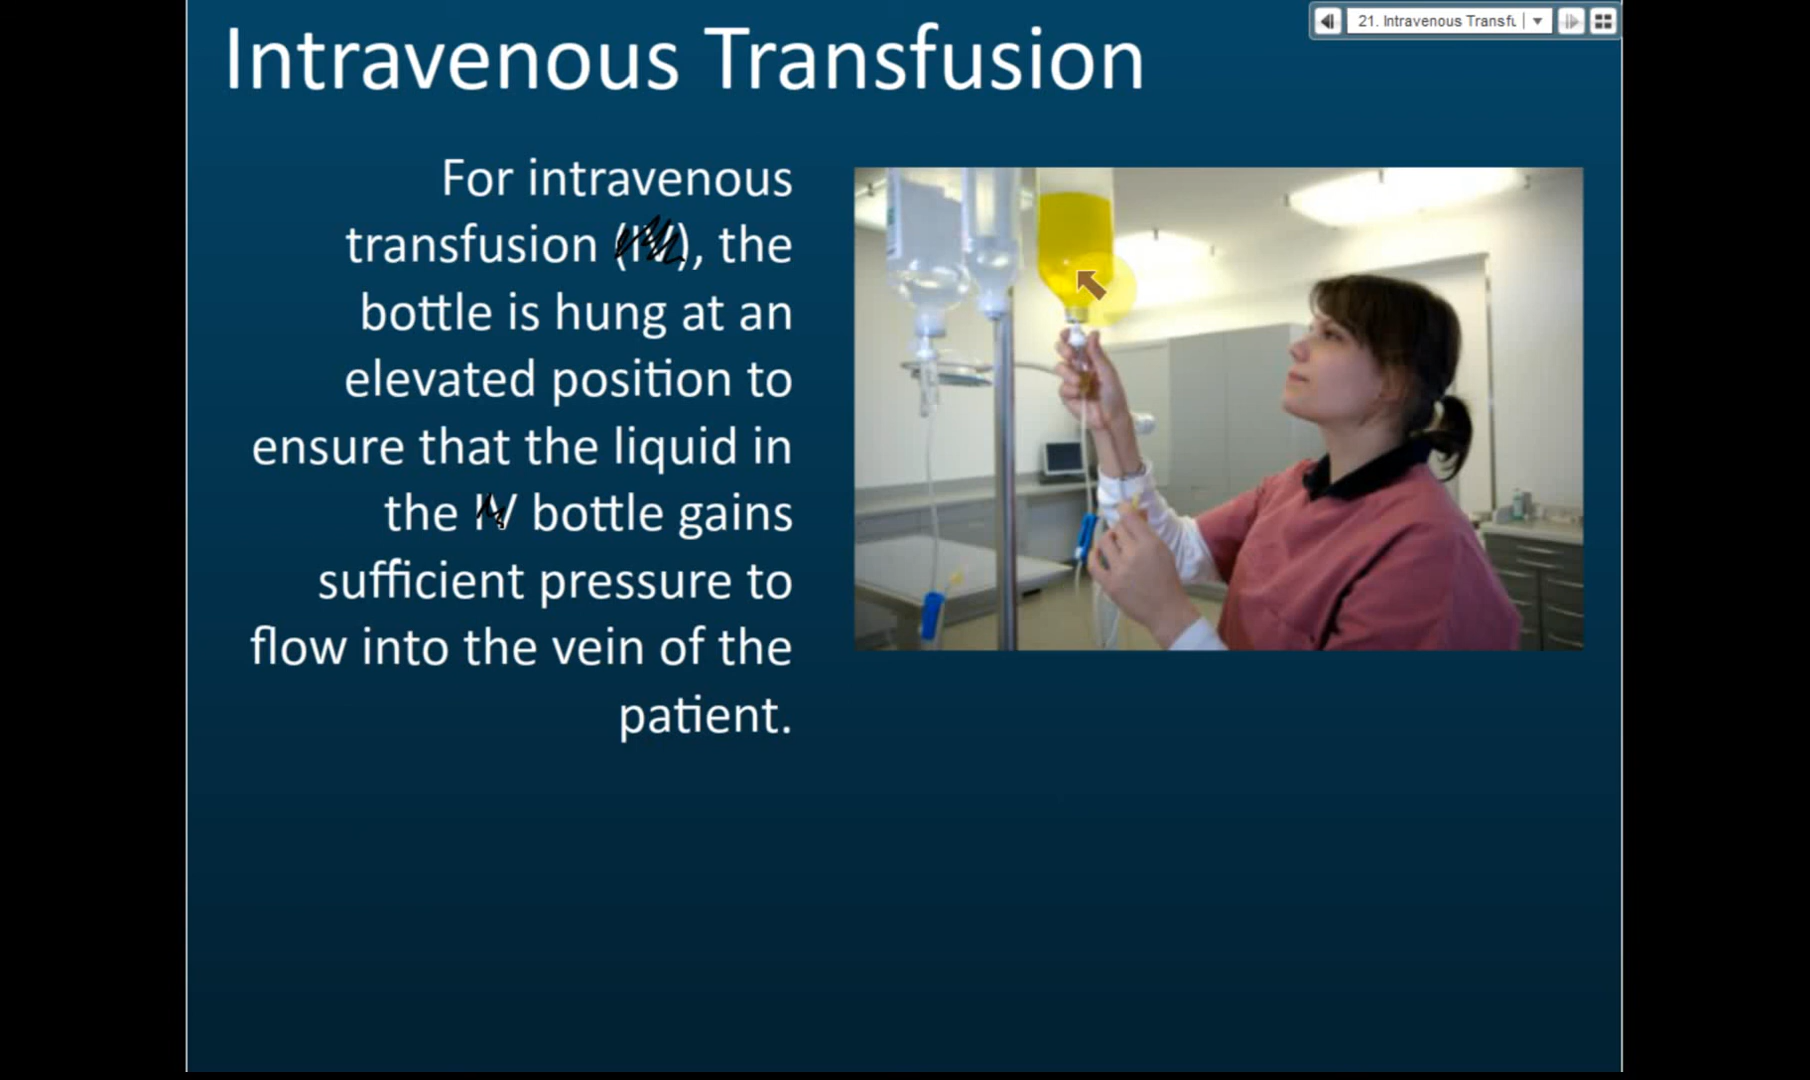 Intravenous Transfusion
21. Intravenous Transfu
For intravenous
transfusion (IV), the
bottle is hung at an
elevated position to
ensure that the liquid in
the IV bottle gains
sufficient pressure to
flow into the vein of the
patient.